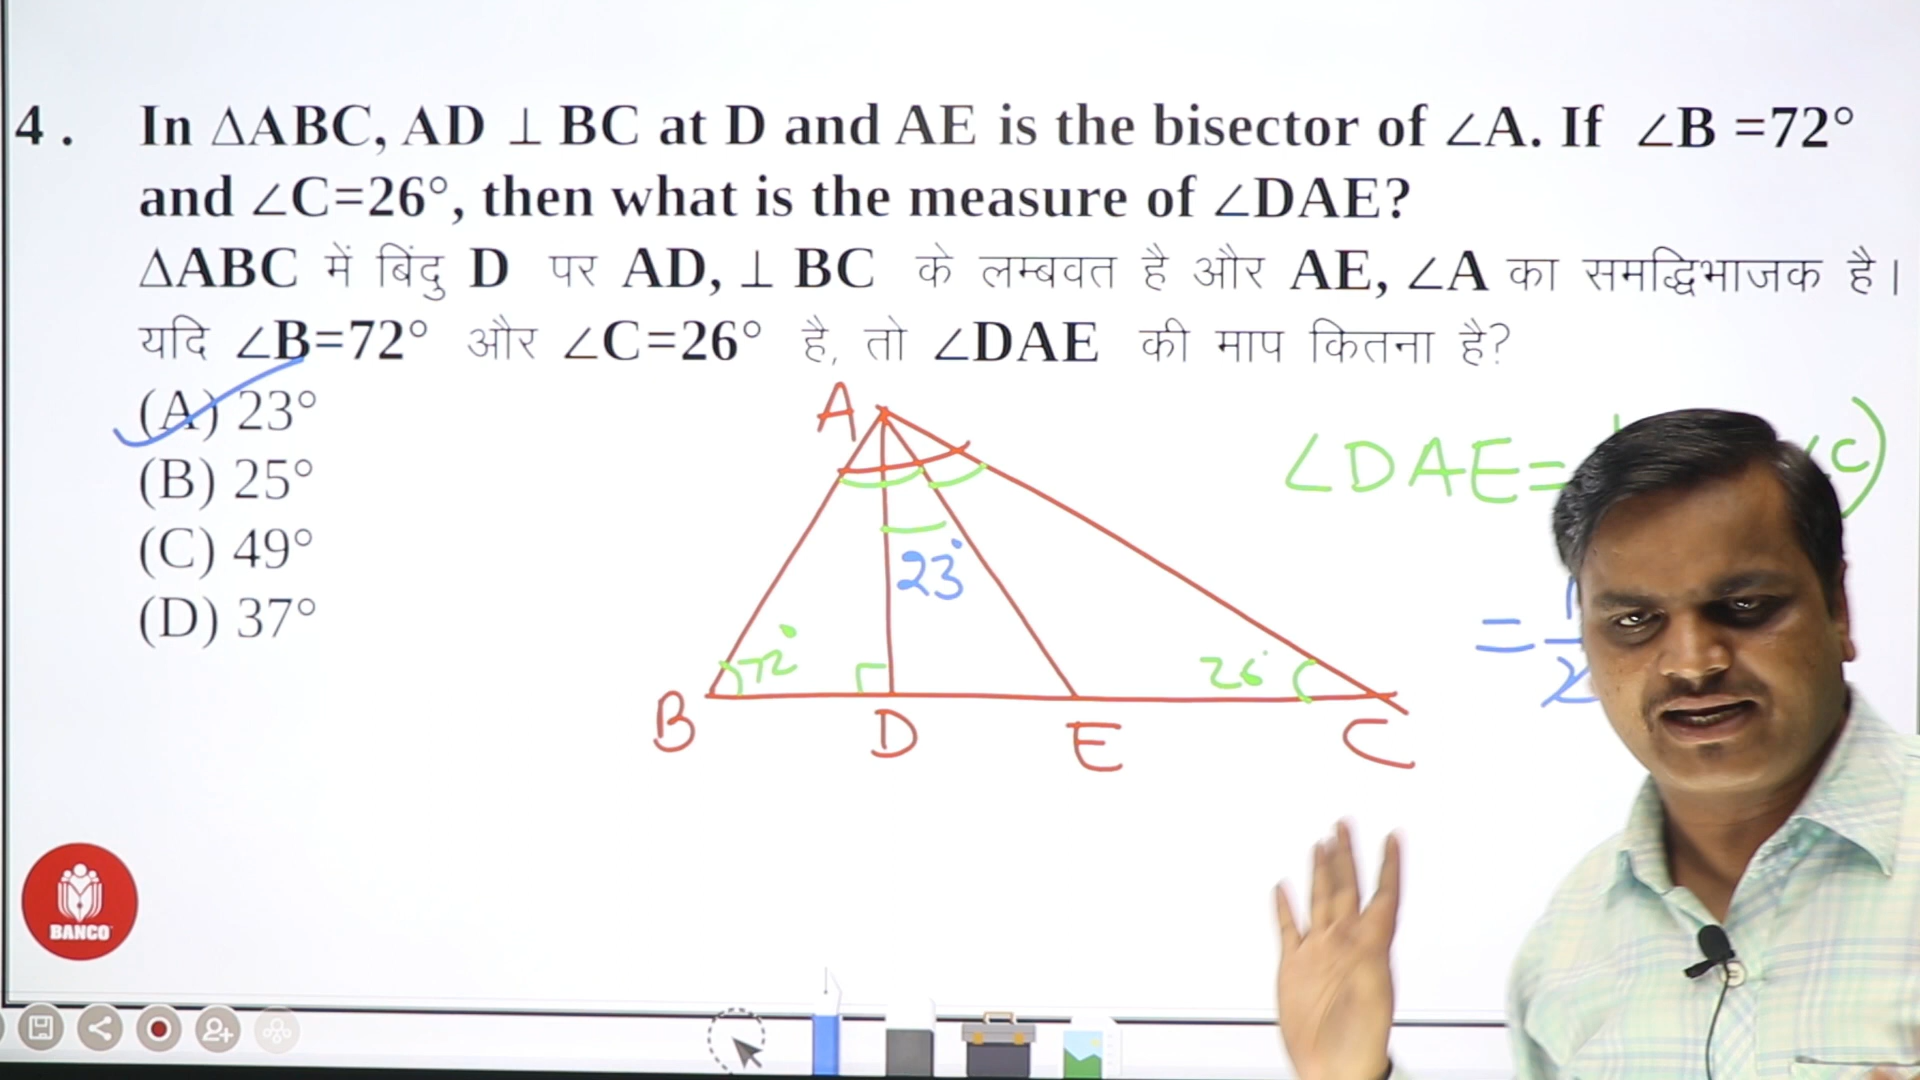 4 . In ΔABC, AD ⊥ BC at D and AE is the bisector of ∠A. If ∠B =72°
and ∠C=26°, then what is the measure of ∠DAE?
ΔABC में बिंदु D पर AD, ⊥ BC के लम्बवत है और AE, ∠A का समद्विभाजक है।
यदि ∠B=72° और ∠C=26° है, तो ∠DAE की माप कितना है?
(A) 23°
(B) 25°
(C) 49°
(D) 37°
A
∠DAE=
C)
23°
72°
26°
= 1/2
B D E C
BANCO